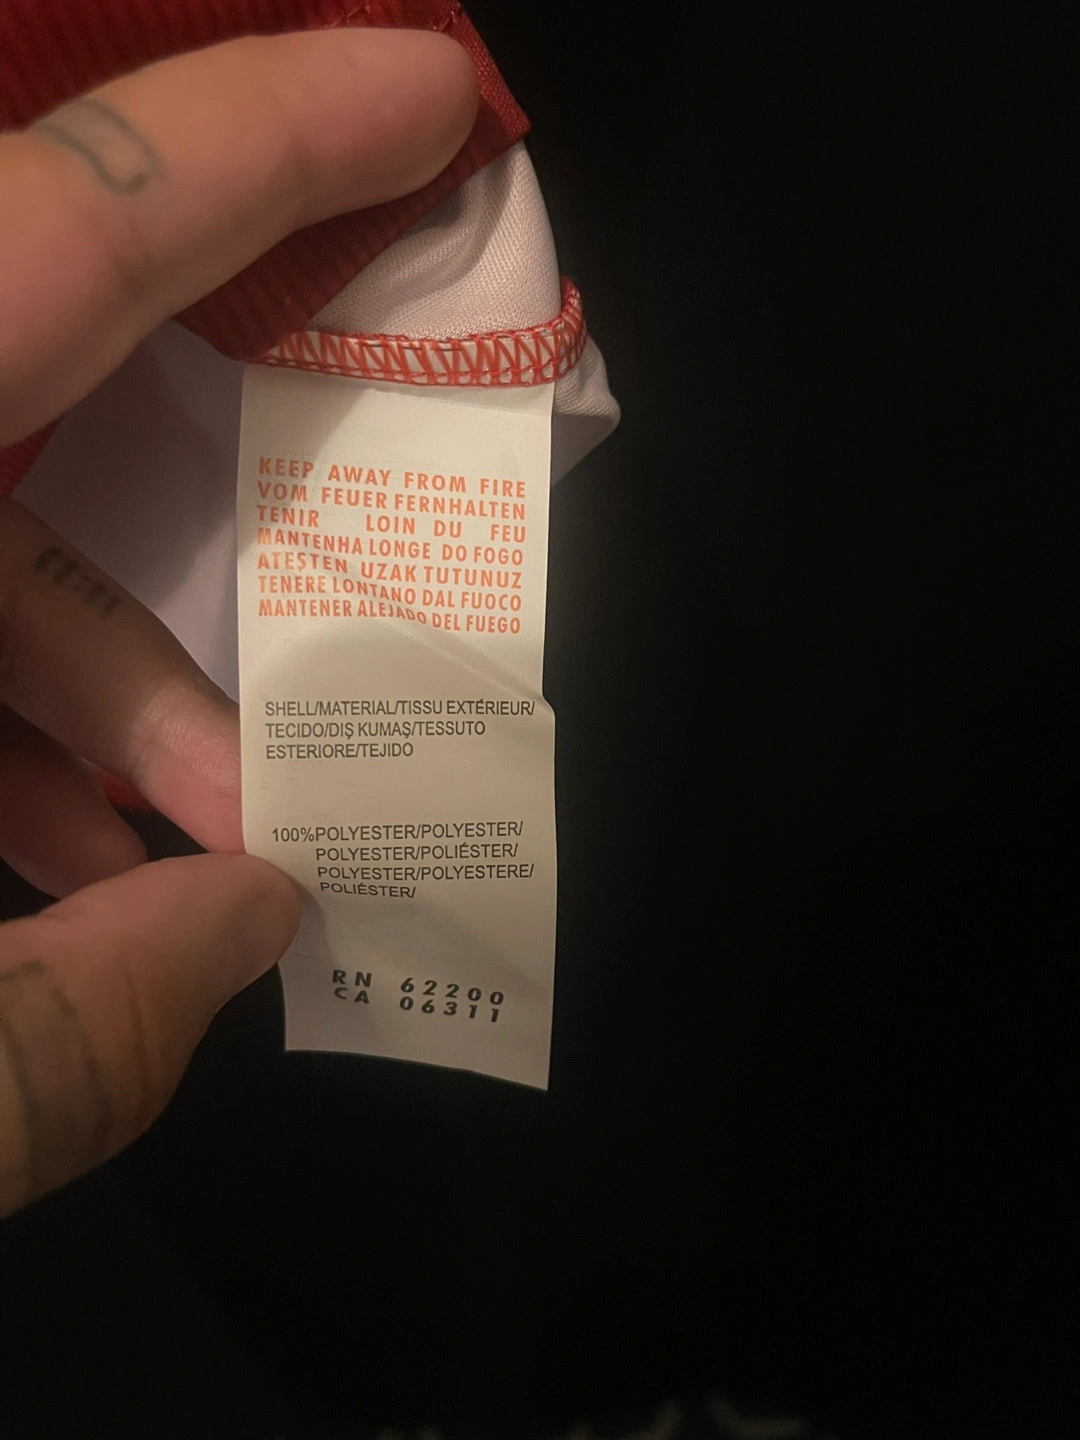 KEEP AWAY FROM FIRE
VOM FEUER FERNHALTEN
TENIR LOIN DU FEU
MANTENHA LONGE DO FOGO
ATEŞTEN UZAK TUTUNUZ
TENERE LONTANO DAL FUOCO
MANTENER ALEJADO DEL FUEGO
SHELL/MATERIAL/TISSU EXTÉRIEUR/
TECIDO/DIŞ KUMAŞ/TESSUTO
ESTERIORE/TEJIDO
100%POLYESTER/POLYESTER/
POLYESTER/POLIÉSTER/
POLYESTER/POLYESTERE/
POLIÉSTER/
RN 62200
CA 06311